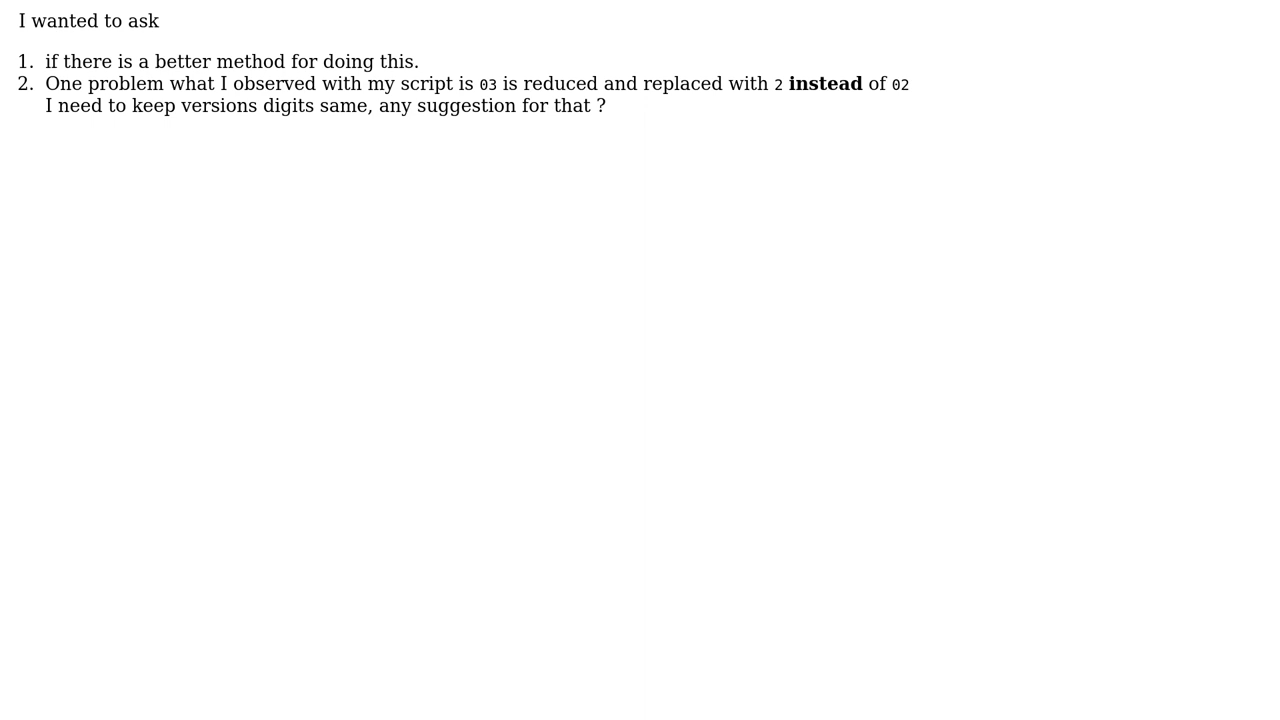 I wanted to ask
1. if there is a better method for doing this.
2. One problem what I observed with my script is 03 is reduced and replaced with 2 instead of 02
I need to keep versions digits same, any suggestion for that ?